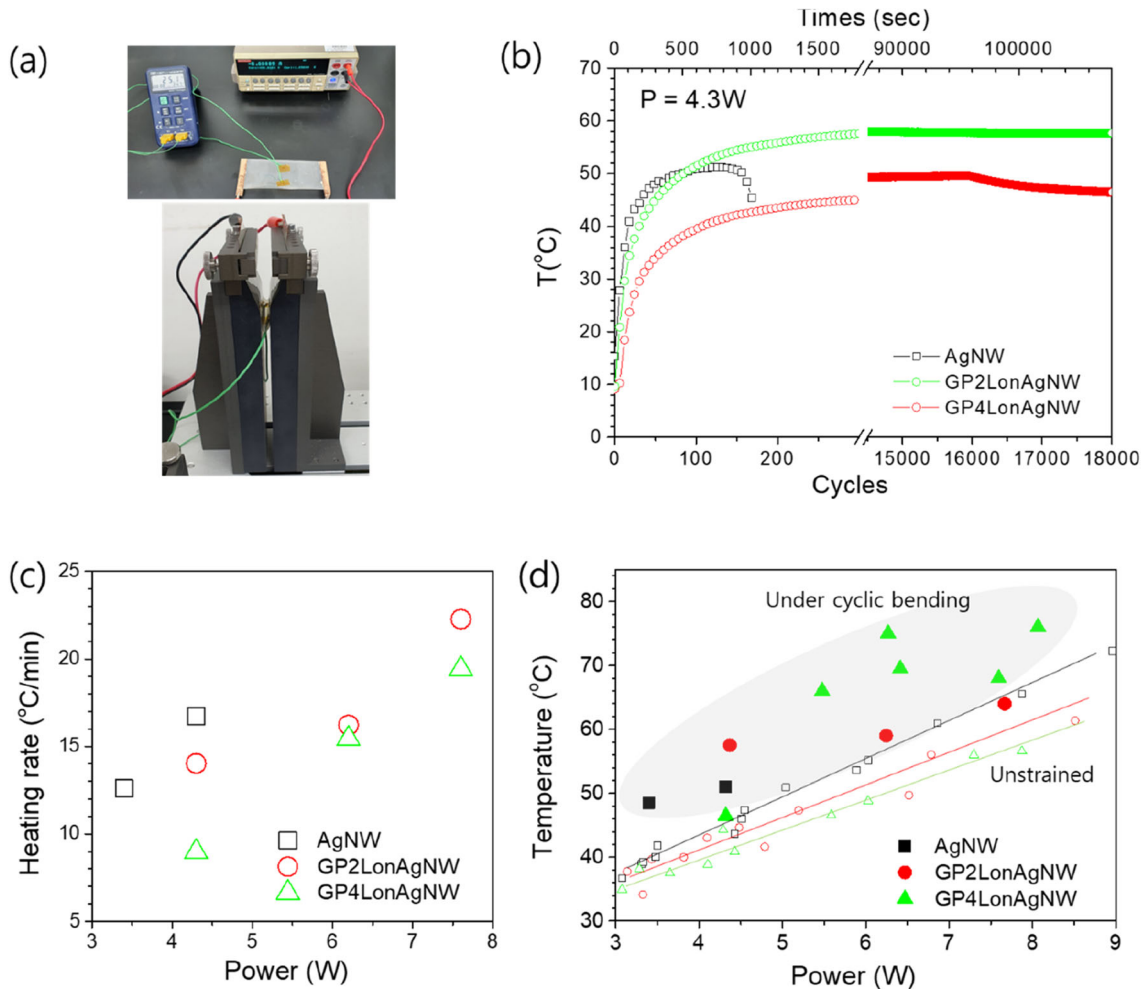 (a)
(b)
Times (sec)
0 500 1000 1500 90000 100000
70
60
50
40
30
20
10
0
T(°C)
P = 4.3W
AgNW
GP2LonAgNW
GP4LonAgNW
0 100 200 15000 16000 17000 18000
Cycles
(c)
25
20
15
10
5
Heating rate (°C/min)
AgNW
GP2LonAgNW
GP4LonAgNW
3 4 5 6 7 8
Power (W)
(d)
80
70
60
50
40
30
Temperature (°C)
Under cyclic bending
Unstrained
AgNW
GP2LonAgNW
GP4LonAgNW
3 4 5 6 7 8 9
Power (W)